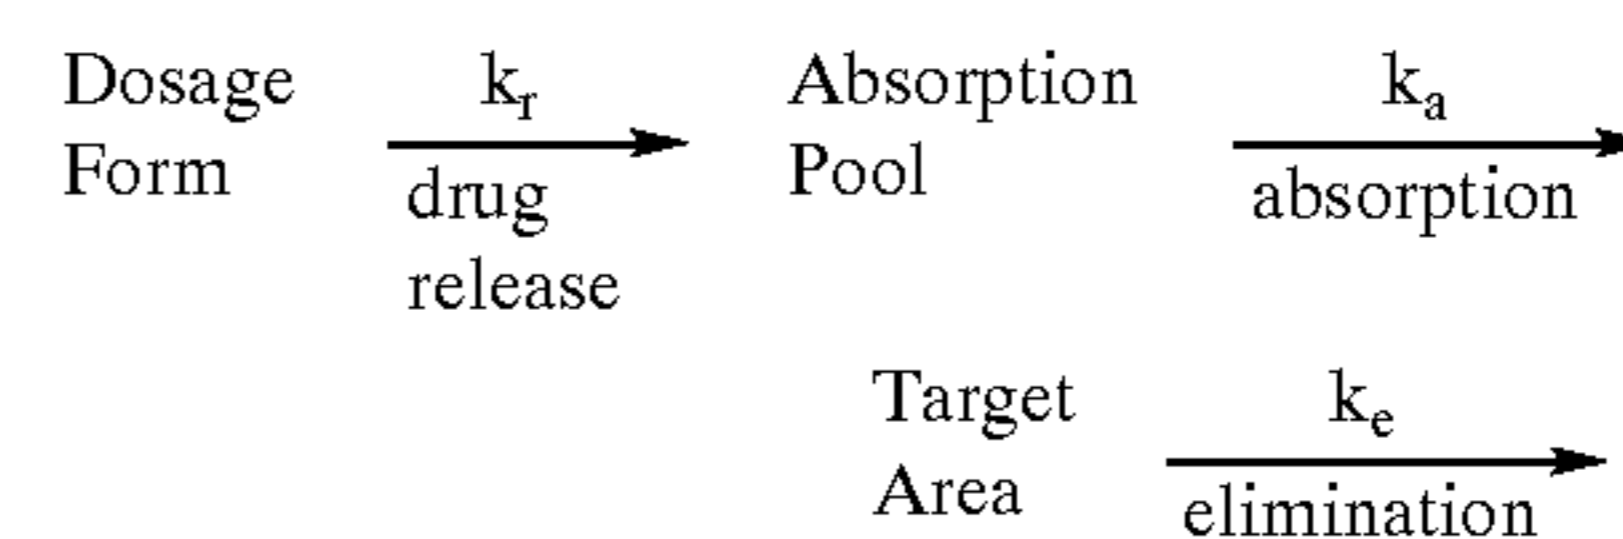 Dosage Form
k_r
drug release
Absorption Pool
k_a
absorption
Target Area
k_e
elimination